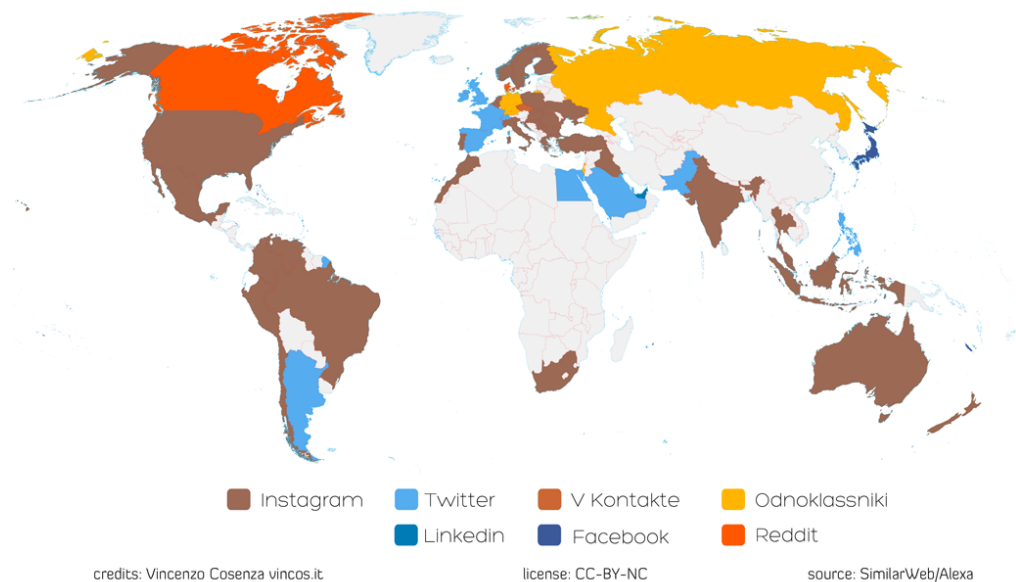 Instagram Twitter V Kontakte Odnoklassniki
Linkedin Facebook Reddit
credits: Vincenzo Cosenza vincos.it license: CC-BY-NC source: SimilarWeb/Alexa